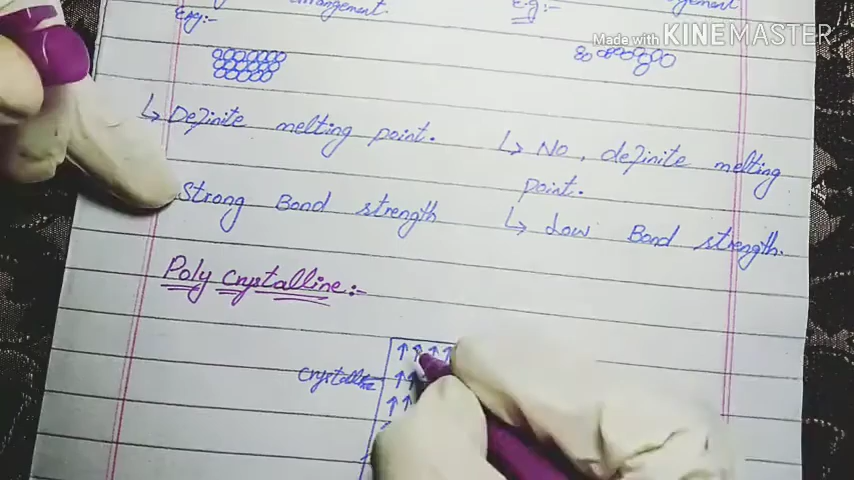 arrangement.
e.g:-
Eg:-
Made with KINEMASTER
↳ Definite melting point.
Strong Bond strength
↳ No, definite melting
point.
↳ Low Bond strength.
Poly crystalline:-
crystalline